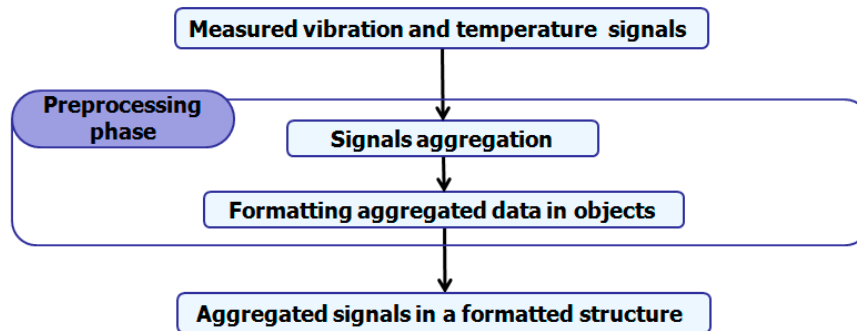 Measured vibration and temperature signals
Preprocessing
phase
Signals aggregation
Formatting aggregated data in objects
Aggregated signals in a formatted structure